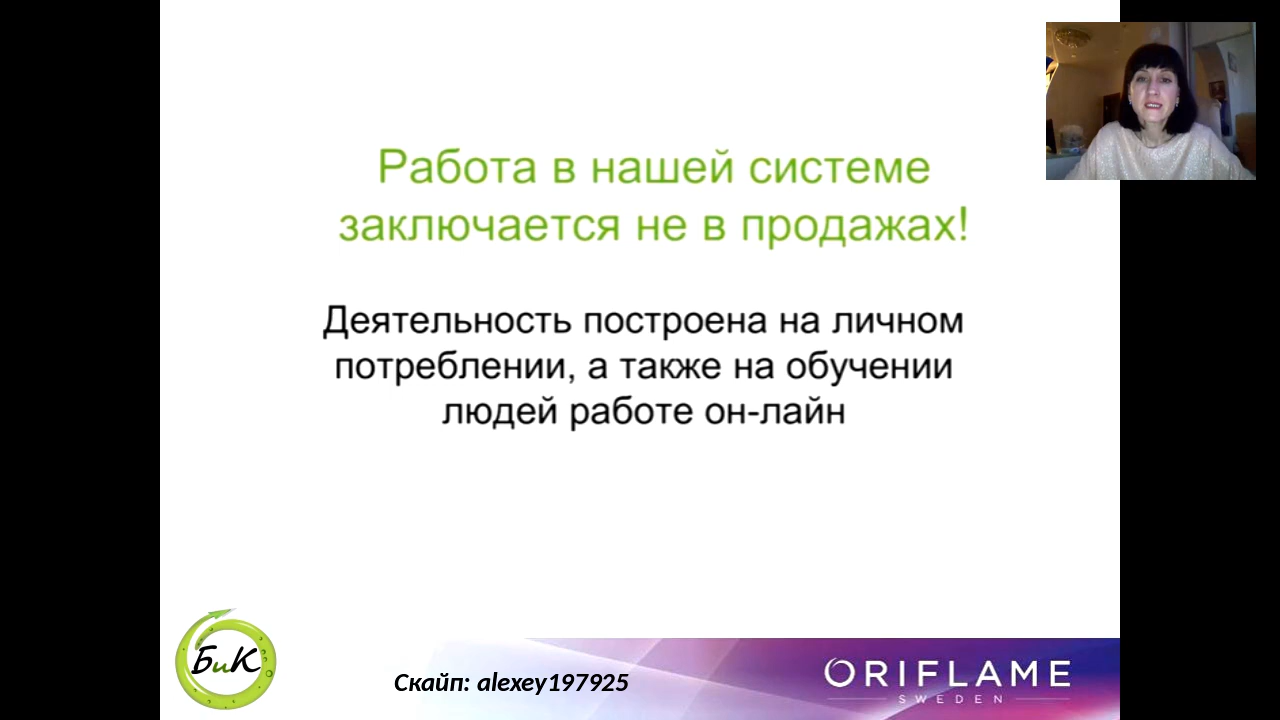 Работа в нашей системе
заключается не в продажах!
Деятельность построена на личном
потреблении, а также на обучении
людей работе он-лайн
БиК
Скайп: alexey197925
ORIFLAME
SWEDEN